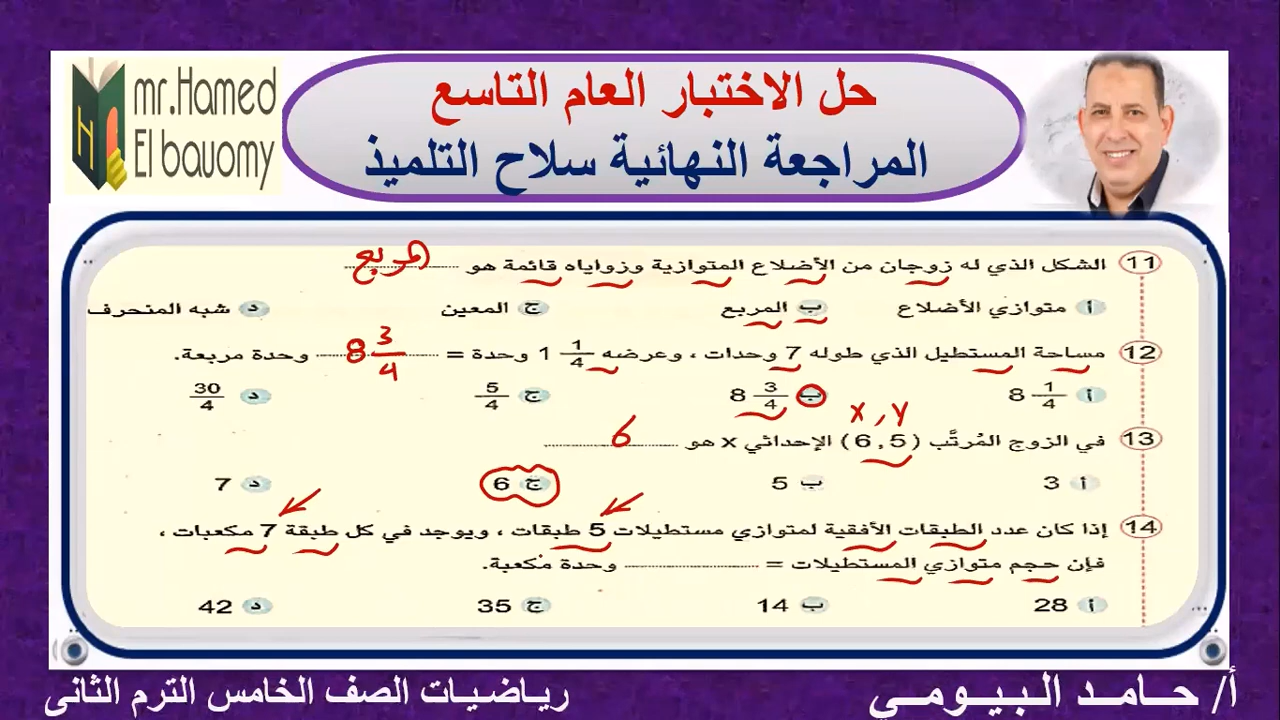 mr.Hamed
El bauomy
حل الاختبار العام التاسع
المراجعة النهائية سلاح التلميذ
11 الشكل الذي له زوجان من الأضلاع المتوازية وزواياه قائمة هو ........ المربع
أ متوازي الأضلاع ب المربع ج المعين د شبه المنحرف
12 مساحة المستطيل الذي طوله 7 وحدات ، وعرضه 1 1/4 وحدة = ........ 8 3/4 وحدة مربعة.
أ 8 1/4 ب 8 3/4 ج 5/4 د 30/4
x , y
13 في الزوج المُرتَّب (6 , 5) الإحداثي x هو ........ 6
أ 3 ب 5 ج 6 د 7
14 إذا كان عدد الطبقات الأفقية لمتوازي مستطيلات 5 طبقات ، ويوجد في كل طبقة 7 مكعبات ،
فإن حجم متوازي المستطيلات = ........ وحدة مكعبة.
أ 28 ب 14 ج 35 د 42
أ/ حامد البيومي
رياضيات الصف الخامس الترم الثانى